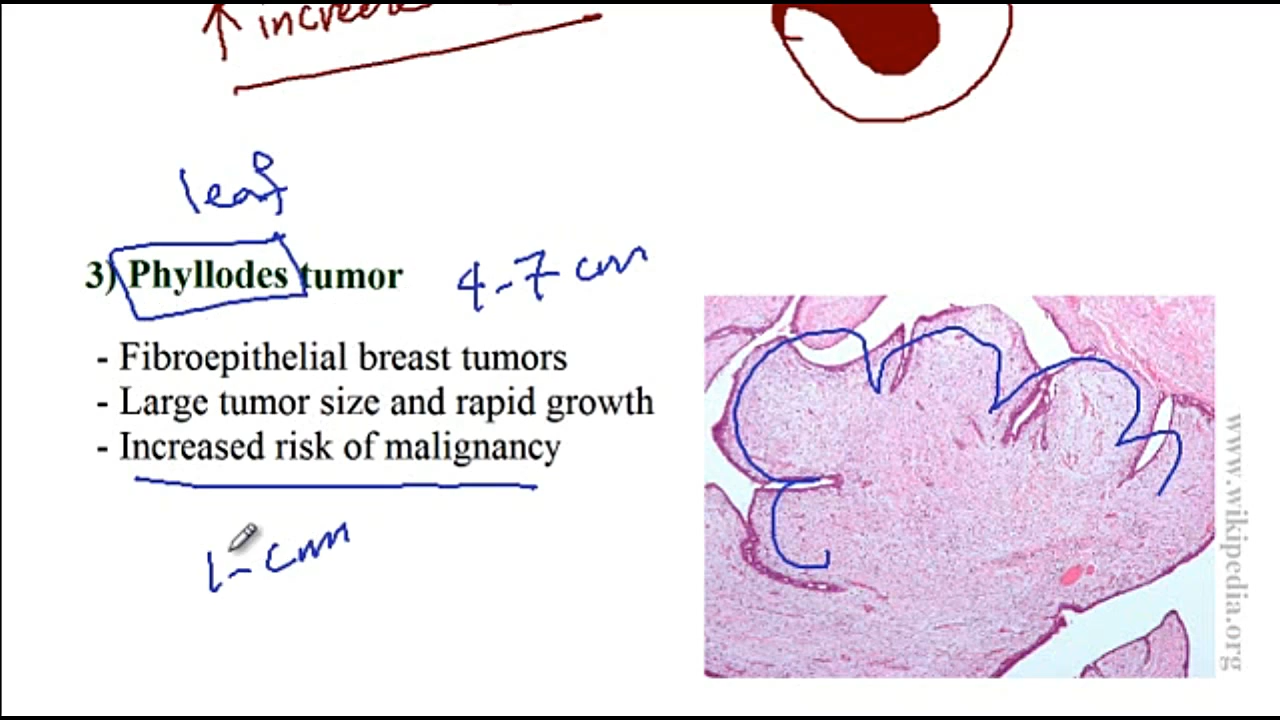 ↑ increa
leaf
3) Phyllodes tumor
4-7 cm
- Fibroepithelial breast tumors
- Large tumor size and rapid growth
- Increased risk of malignancy
1- cm
www.wikipedia.org